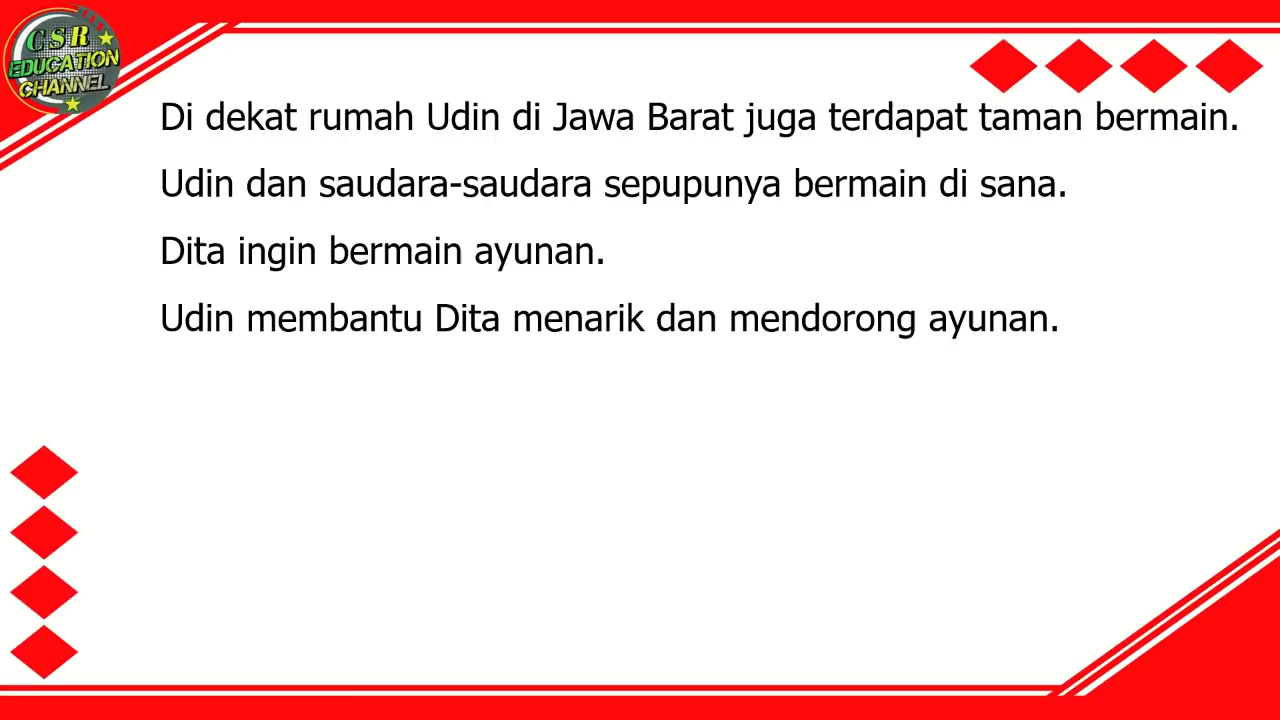 C S R
EDUCATION
CHANNEL
Di dekat rumah Udin di Jawa Barat juga terdapat taman bermain.
Udin dan saudara-saudara sepupunya bermain di sana.
Dita ingin bermain ayunan.
Udin membantu Dita menarik dan mendorong ayunan.